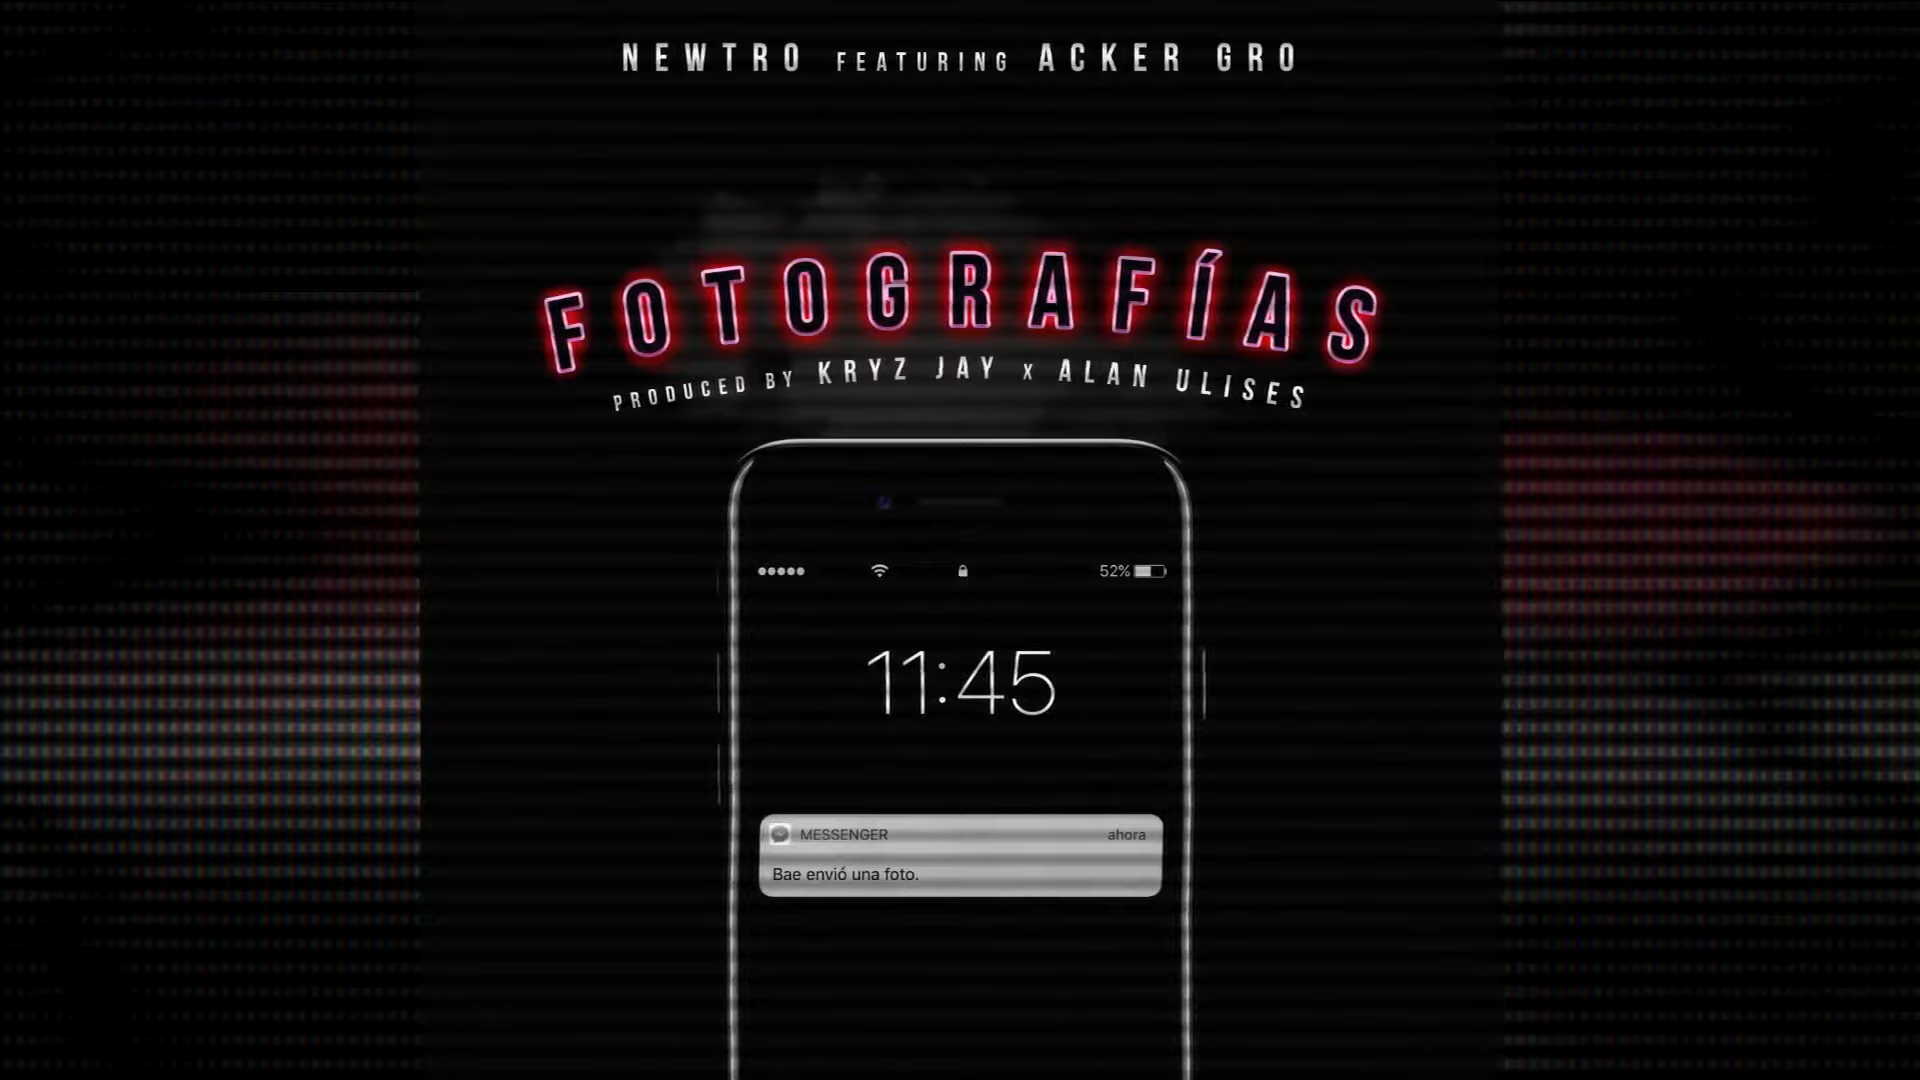 NEWTRO FEATURING ACKER GRO
FOTOGRAFÍAS
PRODUCED BY KRYZ JAY x ALAN ULISES
52%
11:45
MESSENGER ahora
Bae envió una foto.